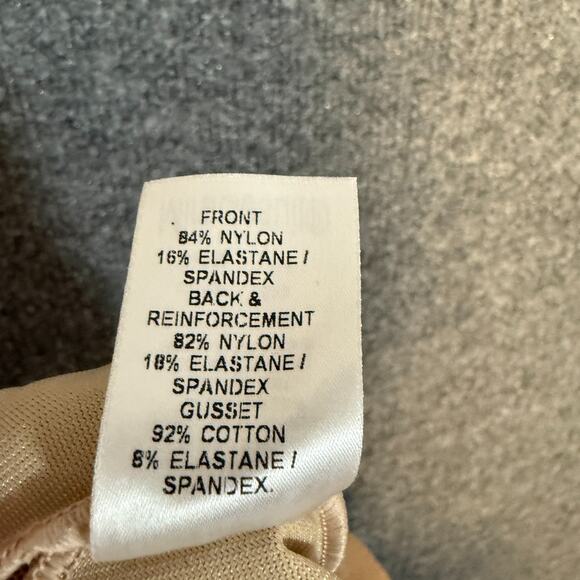 FRONT
84% NYLON
16% ELASTANE /
SPANDEX
BACK &
REINFORCEMENT
82% NYLON
18% ELASTANE /
SPANDEX
GUSSET
92% COTTON
8% ELASTANE /
SPANDEX.